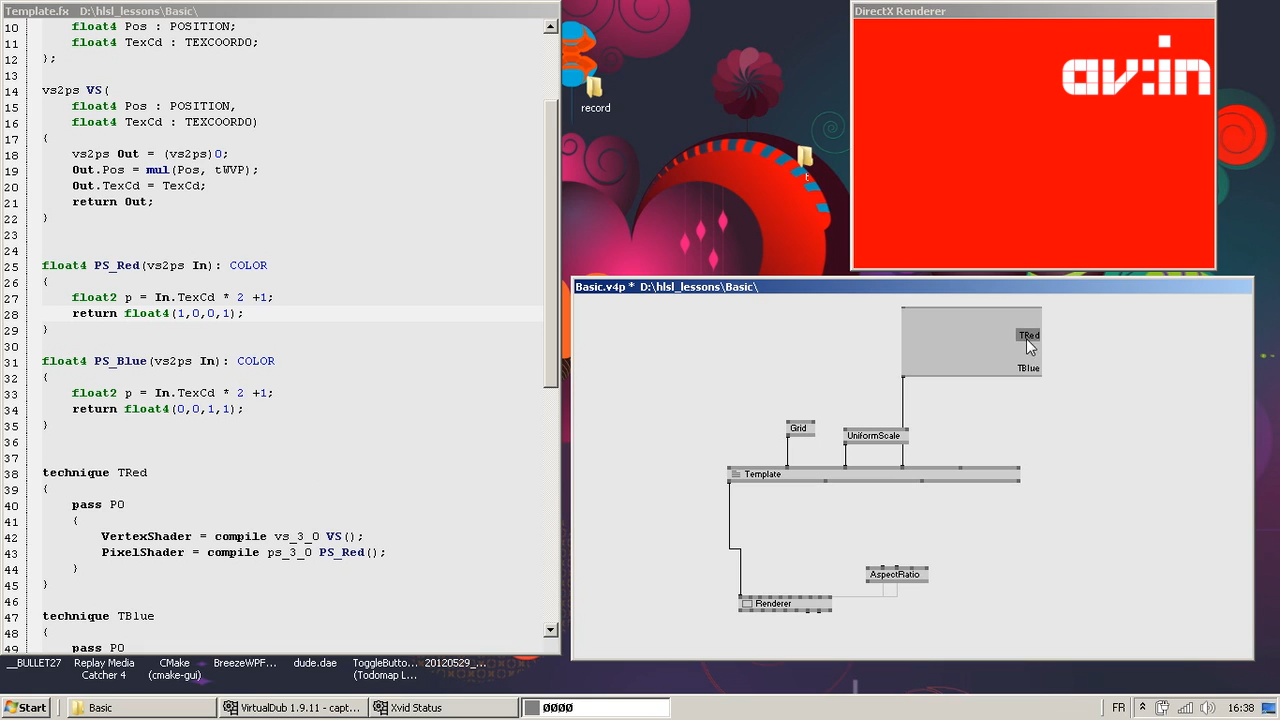 Template.fx  D:\hlsl_lessons\Basic\
10 float4 Pos : POSITION;
11 float4 TexCd : TEXCOORD0;
12 };
13
14 vs2ps VS(
15 float4 Pos : POSITION,
16 float4 TexCd : TEXCOORD0)
17 {
18 vs2ps Out = (vs2ps)0;
19 Out.Pos = mul(Pos, tWVP);
20 Out.TexCd = TexCd;
21 return Out;
22 }
23
24
25 float4 PS_Red(vs2ps In): COLOR
26 {
27 float2 p = In.TexCd * 2 +1;
28 return float4(1,0,0,1);
29 }
30
31 float4 PS_Blue(vs2ps In): COLOR
32 {
33 float2 p = In.TexCd * 2 +1;
34 return float4(0,0,1,1);
35 }
36
37
38 technique TRed
39 {
40 pass P0
41 {
42 VertexShader = compile vs_3_0 VS();
43 PixelShader = compile ps_3_0 PS_Red();
44 }
45 }
46
47 technique TBlue
48 {
49 pass P0
record
t
DirectX Renderer
av:in
Basic.v4p *  D:\hlsl_lessons\Basic\
TRed
TBlue
Grid
UniformScale
Template
AspectRatio
Renderer
__BULLET27
Replay Media
Catcher 4
CMake
(cmake-gui)
BreezeWRF...
dude.dae
ToggleButto...
(Todomap L...
20120529_...
Start
Basic
VirtualDub 1.9.11 - capt...
Xvid Status
0000
FR
16:38